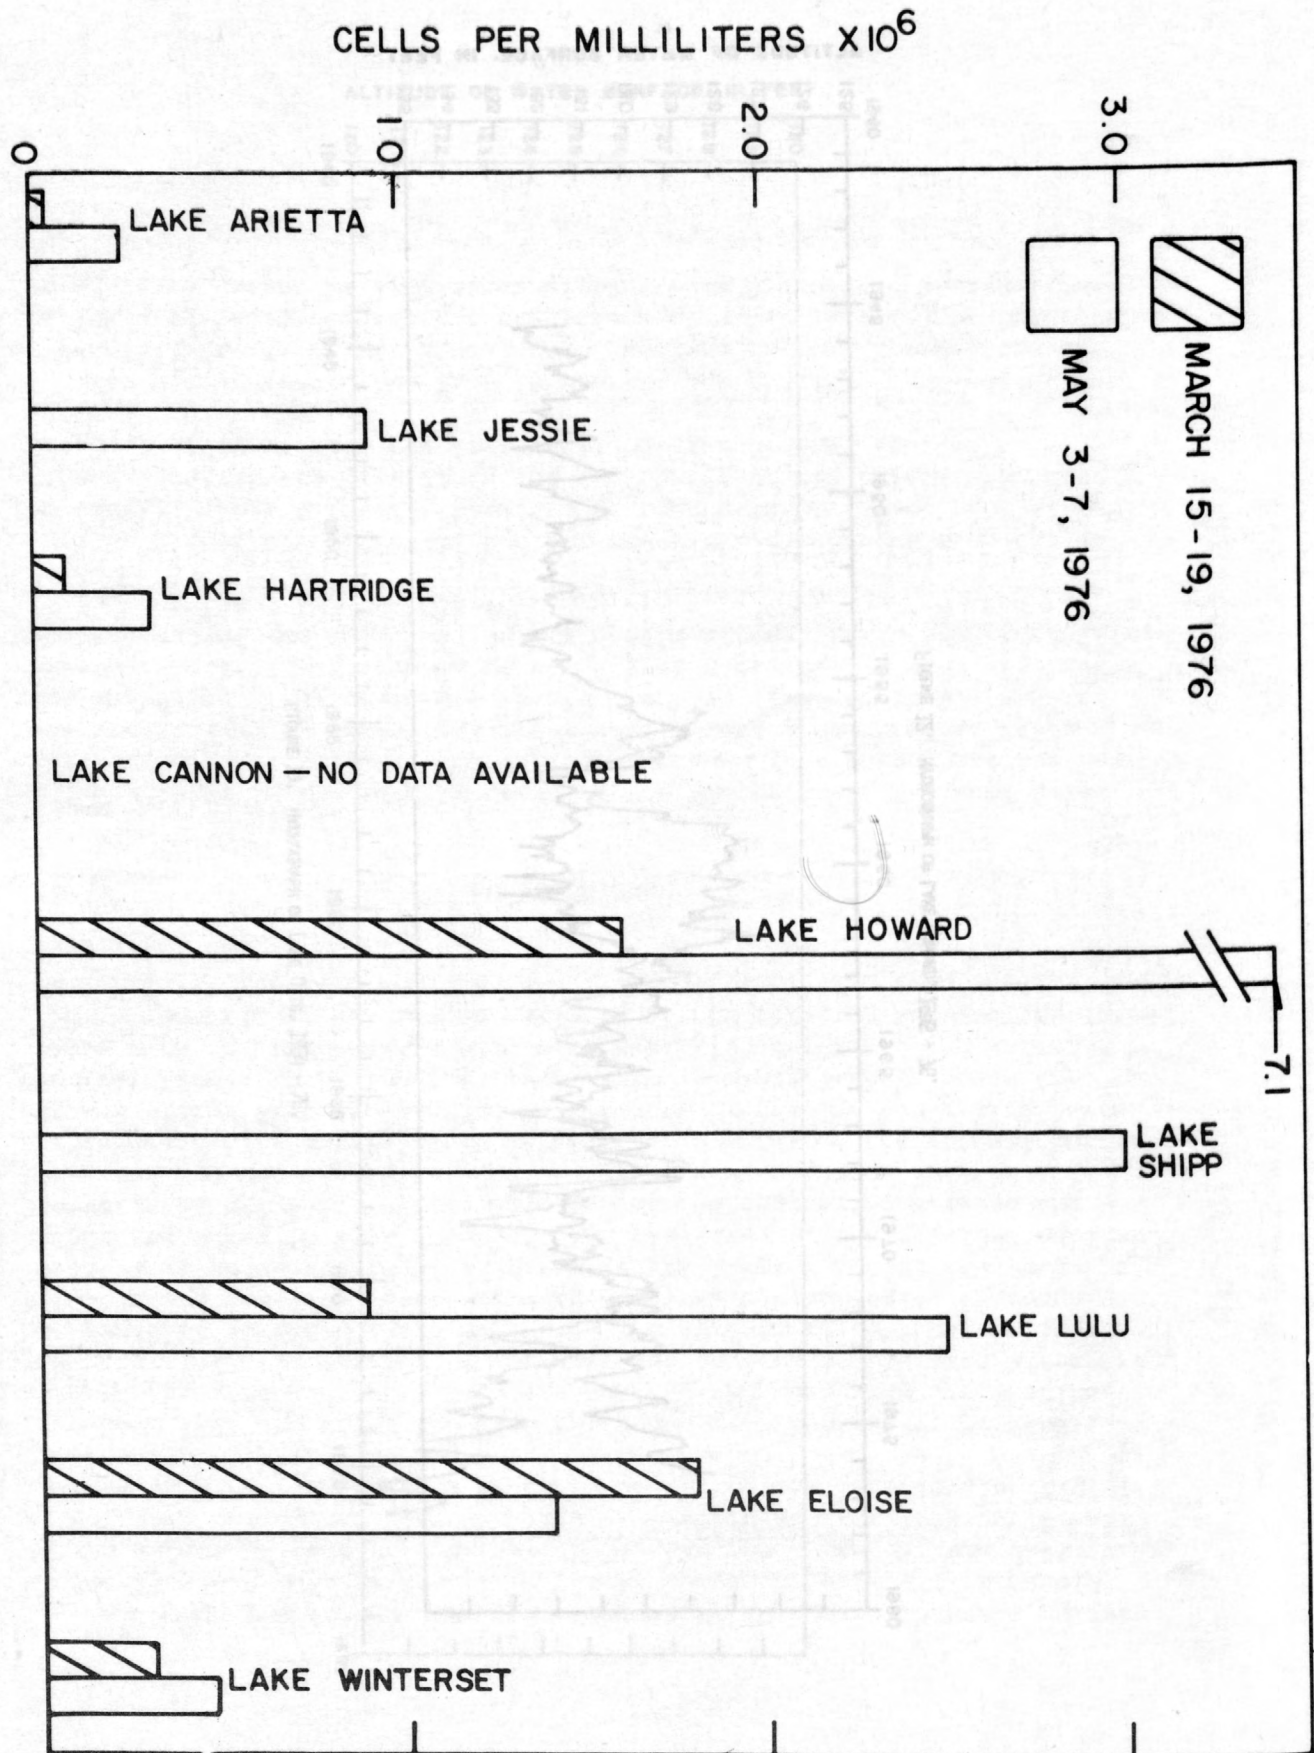 CELLS PER MILLILITERS X10⁶
0
1.0
2.0
3.0
MARCH 15-19, 1976
MAY 3-7, 1976
LAKE ARIETTA
LAKE JESSIE
LAKE HARTRIDGE
LAKE CANNON — NO DATA AVAILABLE
LAKE HOWARD
7.1
LAKE
SHIPP
LAKE LULU
LAKE ELOISE
LAKE WINTERSET